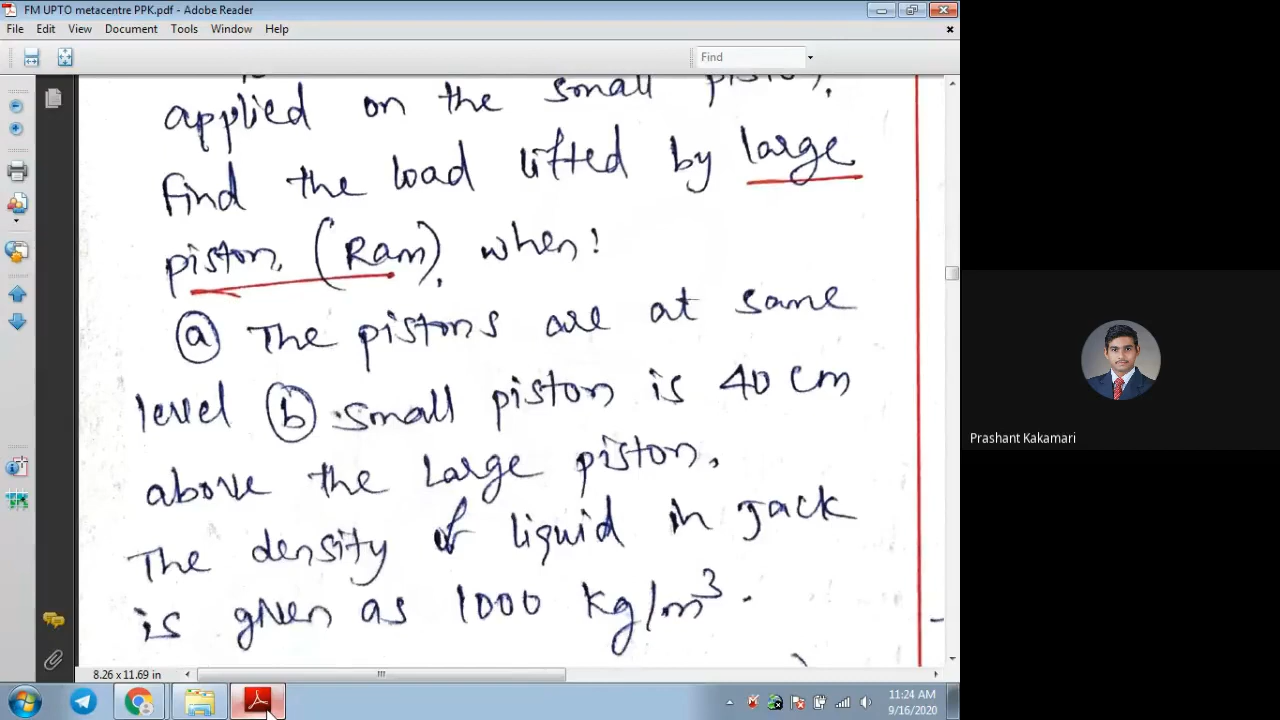 FM UPTO metacentre PPK.pdf - Adobe Reader
File Edit View Document Tools Window Help
Find
applied on the small piston.
Find the load lifted by large
piston. (Ram). when:
(a) The pistons are at same
level (b) small piston is 40 cm
above the large piston.
The density of liquid in jack
is given as 1000 kg/m³.
Prashant Kakamari
8.26 x 11.69 in
11:24 AM
9/16/2020